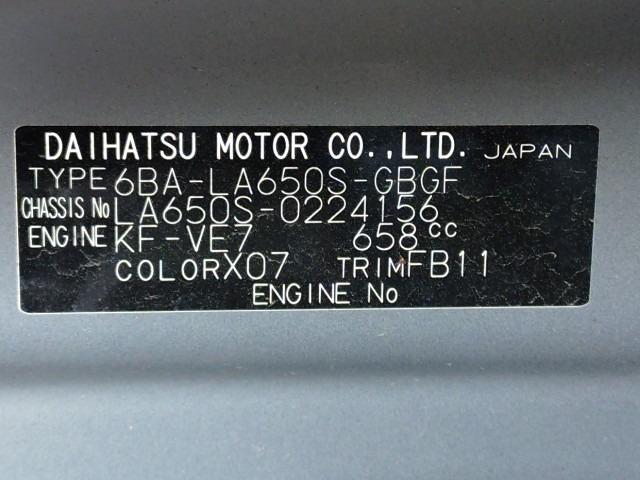 DAIHATSU MOTOR CO.,LTD. JAPAN
TYPE 6BA-LA650S-GBGF
CHASSIS No LA650S-0224156
ENGINE KF-VE7 658cc
COLOR X07 TRIM FB11
ENGINE No